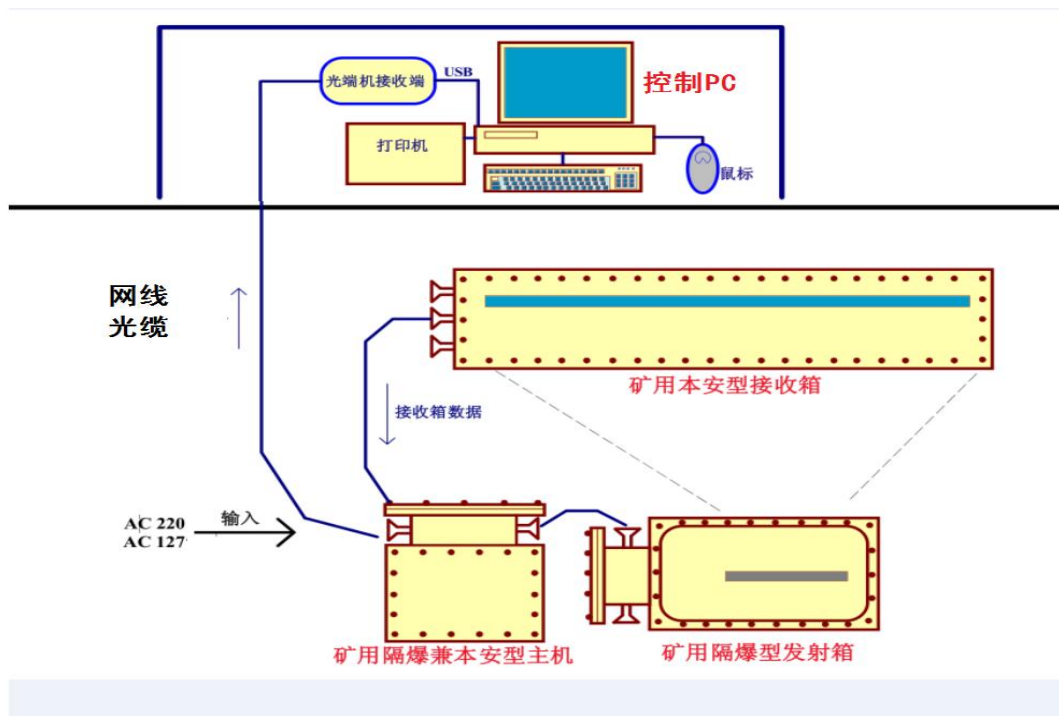 光端机接收端
USB
控制PC
打印机
鼠标
网线
光缆
矿用本安型接收箱
接收箱数据
AC 220
AC 127
输入
矿用隔爆兼本安型主机
矿用隔爆型发射箱